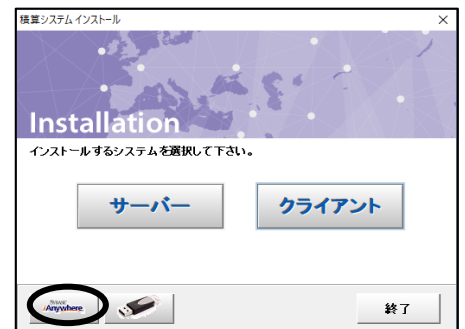 積算システム インストール
Installation
インストールするシステムを選択して下さい。
サーバー
クライアント
SYBASE
iAnywhere
終了